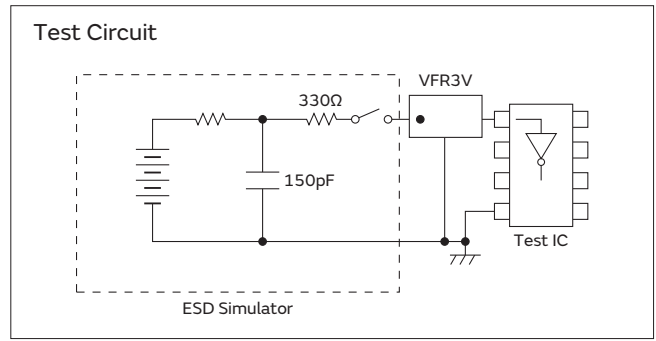 Test Circuit
VFR3V
330Ω
150pF
Test IC
ESD Simulator